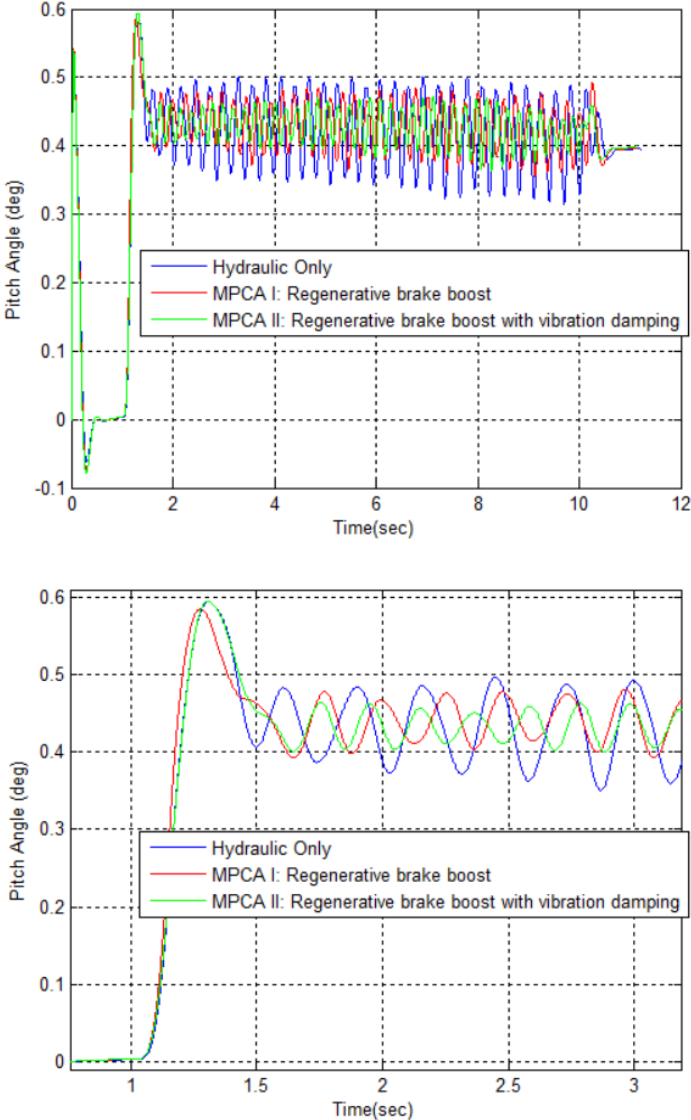 0.6
0.5
0.4
0.3
0.2
0.1
0
-0.1
Pitch Angle (deg)
Hydraulic Only
MPCA I: Regenerative brake boost
MPCA II: Regenerative brake boost with vibration damping
0 2 4 6 8 10 12
Time(sec)
0.6
0.5
0.4
0.3
0.2
0.1
0
Pitch Angle (deg)
Hydraulic Only
MPCA I: Regenerative brake boost
MPCA II: Regenerative brake boost with vibration damping
1 1.5 2 2.5 3
Time(sec)